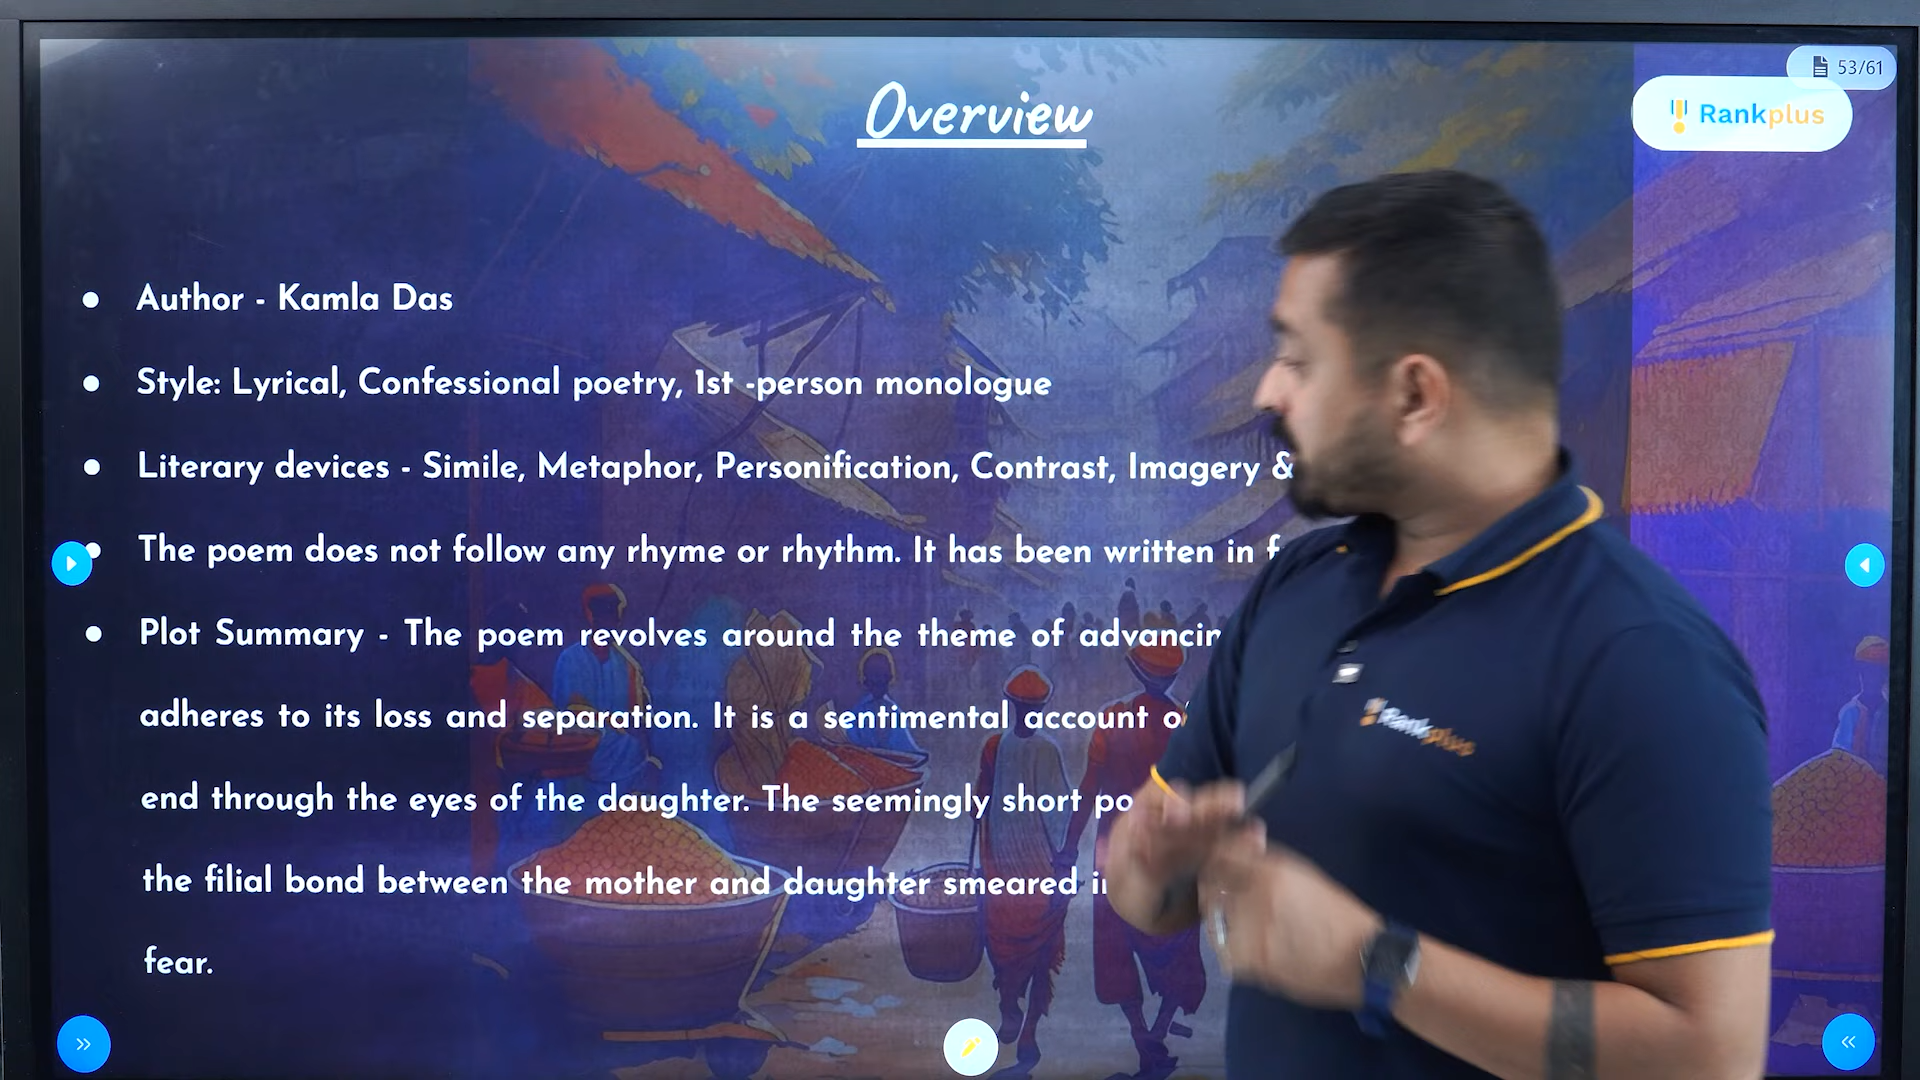 53/61
Overview
Rankplus
Author - Kamla Das
Style: Lyrical, Confessional poetry, 1st -person monologue
Literary devices - Simile, Metaphor, Personification, Contrast, Imagery &
The poem does not follow any rhyme or rhythm. It has been written in
Plot Summary - The poem revolves around the theme of
adheres to its loss and separation. It is a sentimental account
end through the eyes of the daughter. The seemingly short
the filial bond between the mother and daughter smeared
fear.
Rankplus